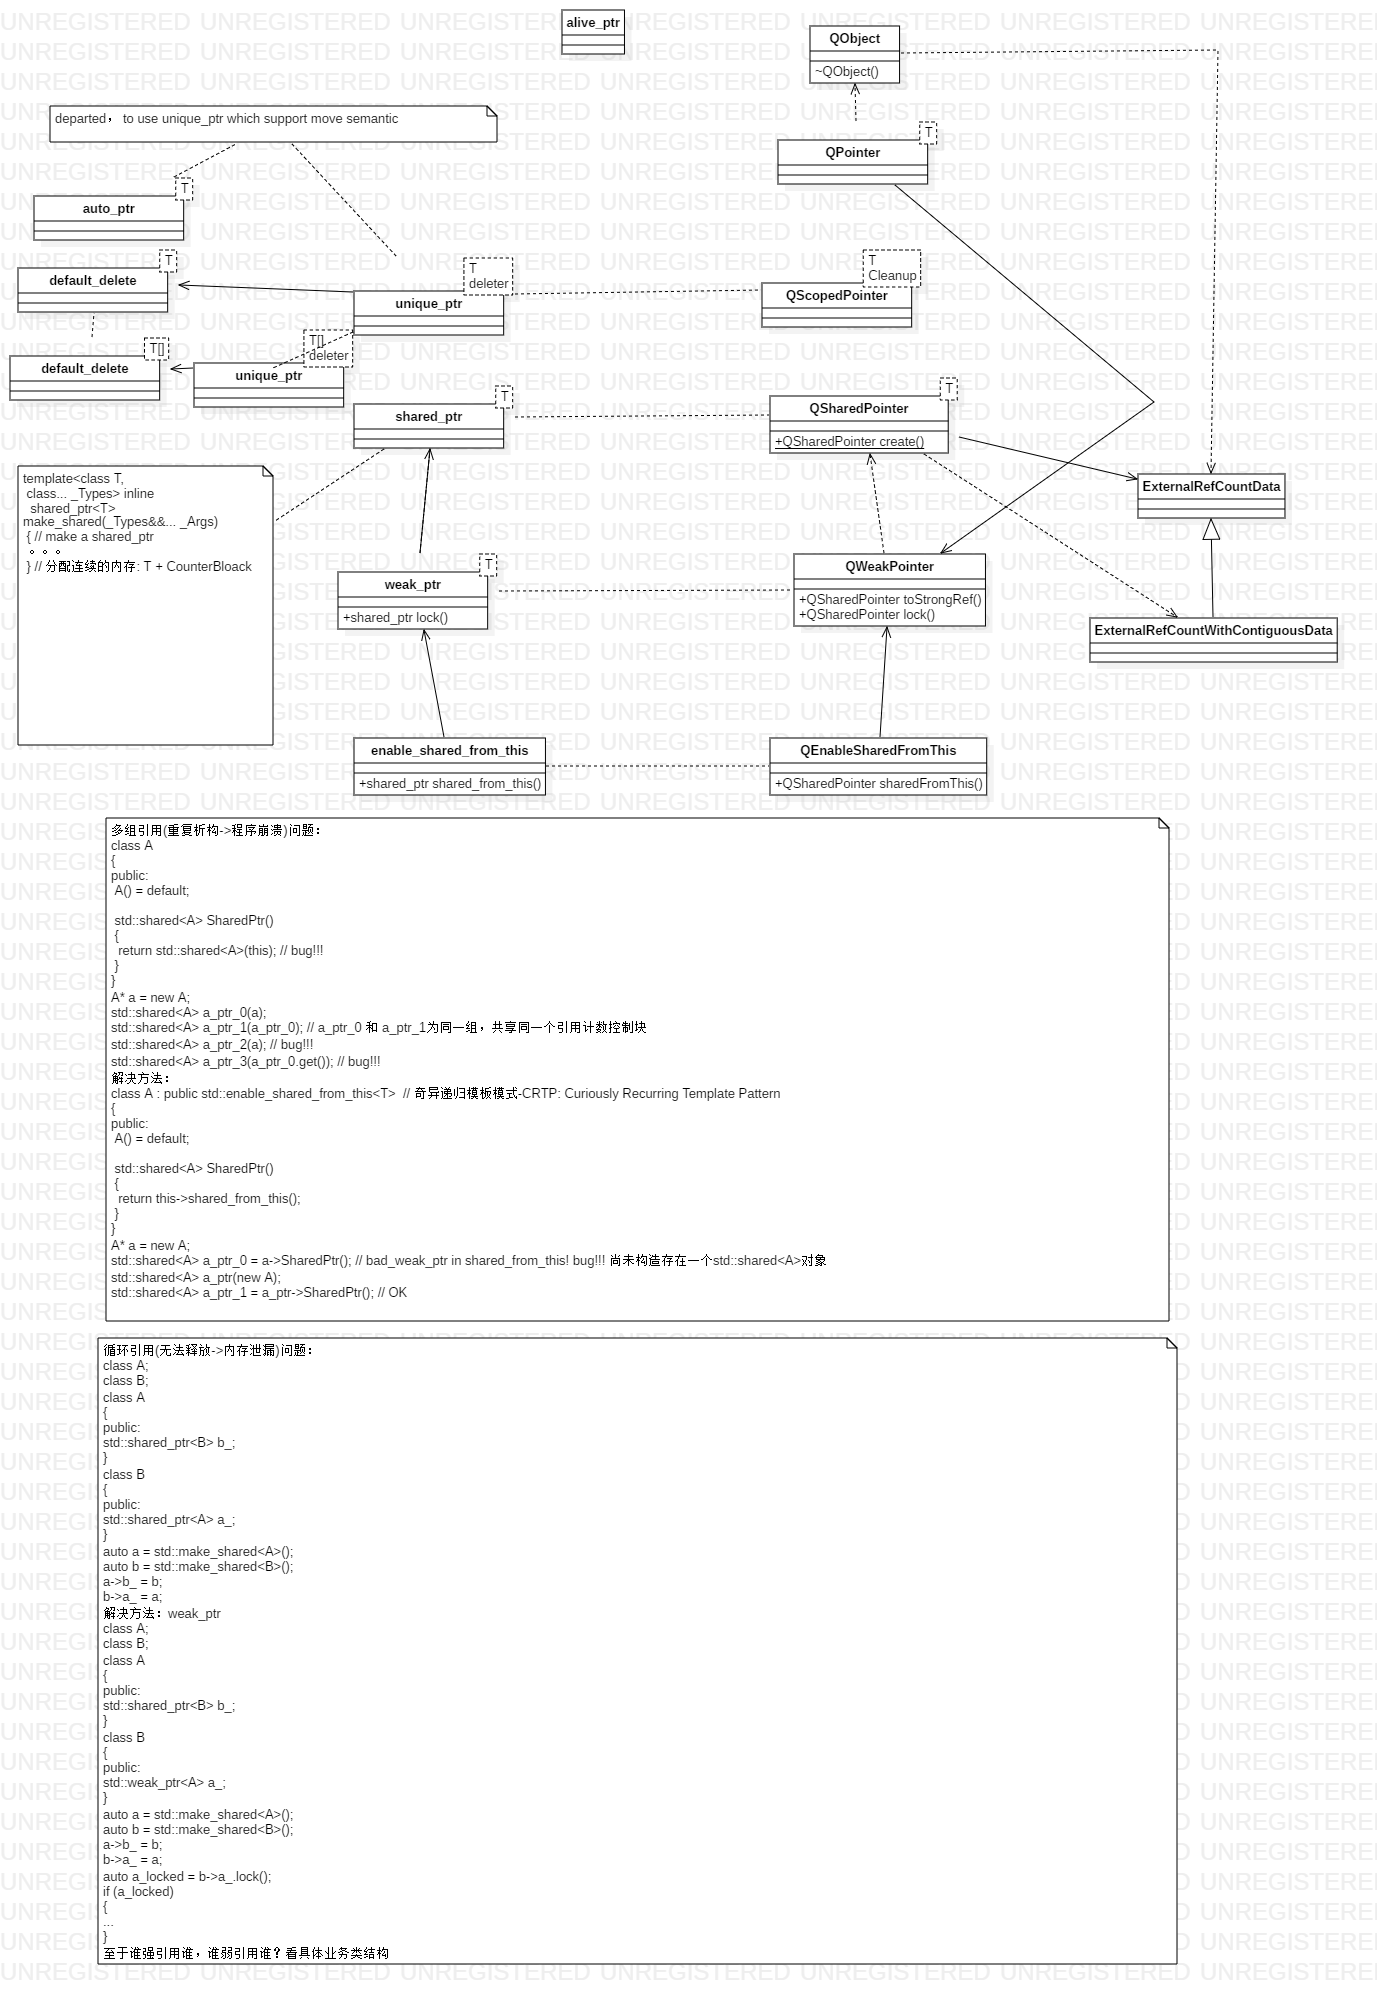 alive_ptr
QObject
~QObject()
departed， to use unique_ptr which support move semantic
T
QPointer
T
auto_ptr
T
default_delete
T
deleter
unique_ptr
T
Cleanup
QScopedPointer
T[]
default_delete
T[]
deleter
unique_ptr
T
shared_ptr
T
QSharedPointer
+QSharedPointer create()
template<class T,
class... _Types> inline
shared_ptr<T>
make_shared(_Types&&... _Args)
{ // make a shared_ptr
。。。
} // 分配连续的内存: T + CounterBloack
ExternalRefCountData
T
weak_ptr
+shared_ptr lock()
QWeakPointer
+QSharedPointer toStrongRef()
+QSharedPointer lock()
ExternalRefCountWithContiguousData
enable_shared_from_this
+shared_ptr shared_from_this()
QEnableSharedFromThis
+QSharedPointer sharedFromThis()
多组引用(重复析构->程序崩溃)问题：
class A
{
public:
A() = default;
std::shared<A> SharedPtr()
{
return std::shared<A>(this); // bug!!!
}
}
A* a = new A;
std::shared<A> a_ptr_0(a);
std::shared<A> a_ptr_1(a_ptr_0); // a_ptr_0 和 a_ptr_1为同一组，共享同一个引用计数控制块
std::shared<A> a_ptr_2(a); // bug!!!
std::shared<A> a_ptr_3(a_ptr_0.get()); // bug!!!
解决方法：
class A : public std::enable_shared_from_this<T> // 奇异递归模板模式-CRTP: Curiously Recurring Template Pattern
{
public:
A() = default;
std::shared<A> SharedPtr()
{
return this->shared_from_this();
}
}
A* a = new A;
std::shared<A> a_ptr_0 = a->SharedPtr(); // bad_weak_ptr in shared_from_this! bug!!! 尚未构造存在一个std::shared<A>对象
std::shared<A> a_ptr(new A);
std::shared<A> a_ptr_1 = a_ptr->SharedPtr(); // OK
循环引用(无法释放->内存泄漏)问题：
class A;
class B;
class A
{
public:
std::shared_ptr<B> b_;
}
class B
{
public:
std::shared_ptr<A> a_;
}
auto a = std::make_shared<A>();
auto b = std::make_shared<B>();
a->b_ = b;
b->a_ = a;
解决方法：weak_ptr
class A;
class B;
class A
{
public:
std::shared_ptr<B> b_;
}
class B
{
public:
std::weak_ptr<A> a_;
}
auto a = std::make_shared<A>();
auto b = std::make_shared<B>();
a->b_ = b;
b->a_ = a;
auto a_locked = b->a_.lock();
if (a_locked)
{
...
}
至于谁强引用谁，谁弱引用谁？看具体业务类结构